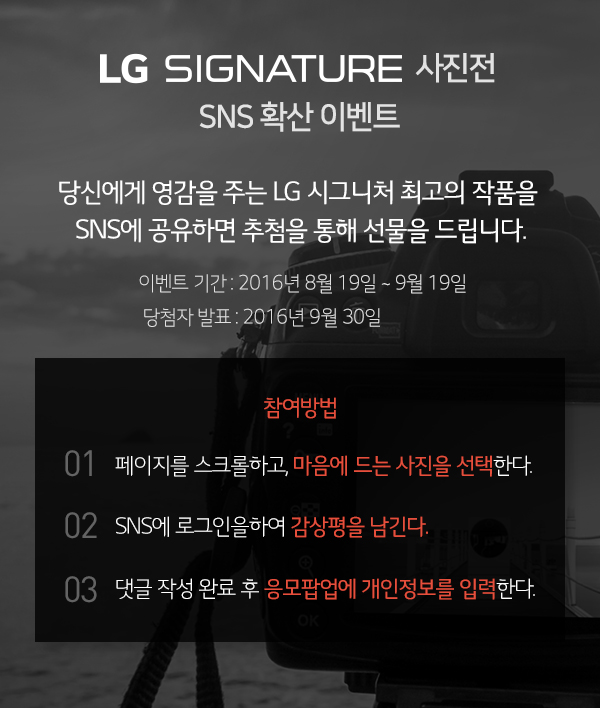 LG SIGNATURE 사진전
SNS 확산 이벤트
당신에게 영감을 주는 LG 시그니처 최고의 작품을
SNS에 공유하면 추첨을 통해 선물을 드립니다.
이벤트 기간 : 2016년 8월 19일 ~ 9월 19일
당첨자 발표 : 2016년 9월 30일
참여방법
01 페이지를 스크롤하고, 마음에 드는 사진을 선택한다.
02 SNS에 로그인을하여 감상평을 남긴다.
03 댓글 작성 완료 후 응모팝업에 개인정보를 입력한다.
OK